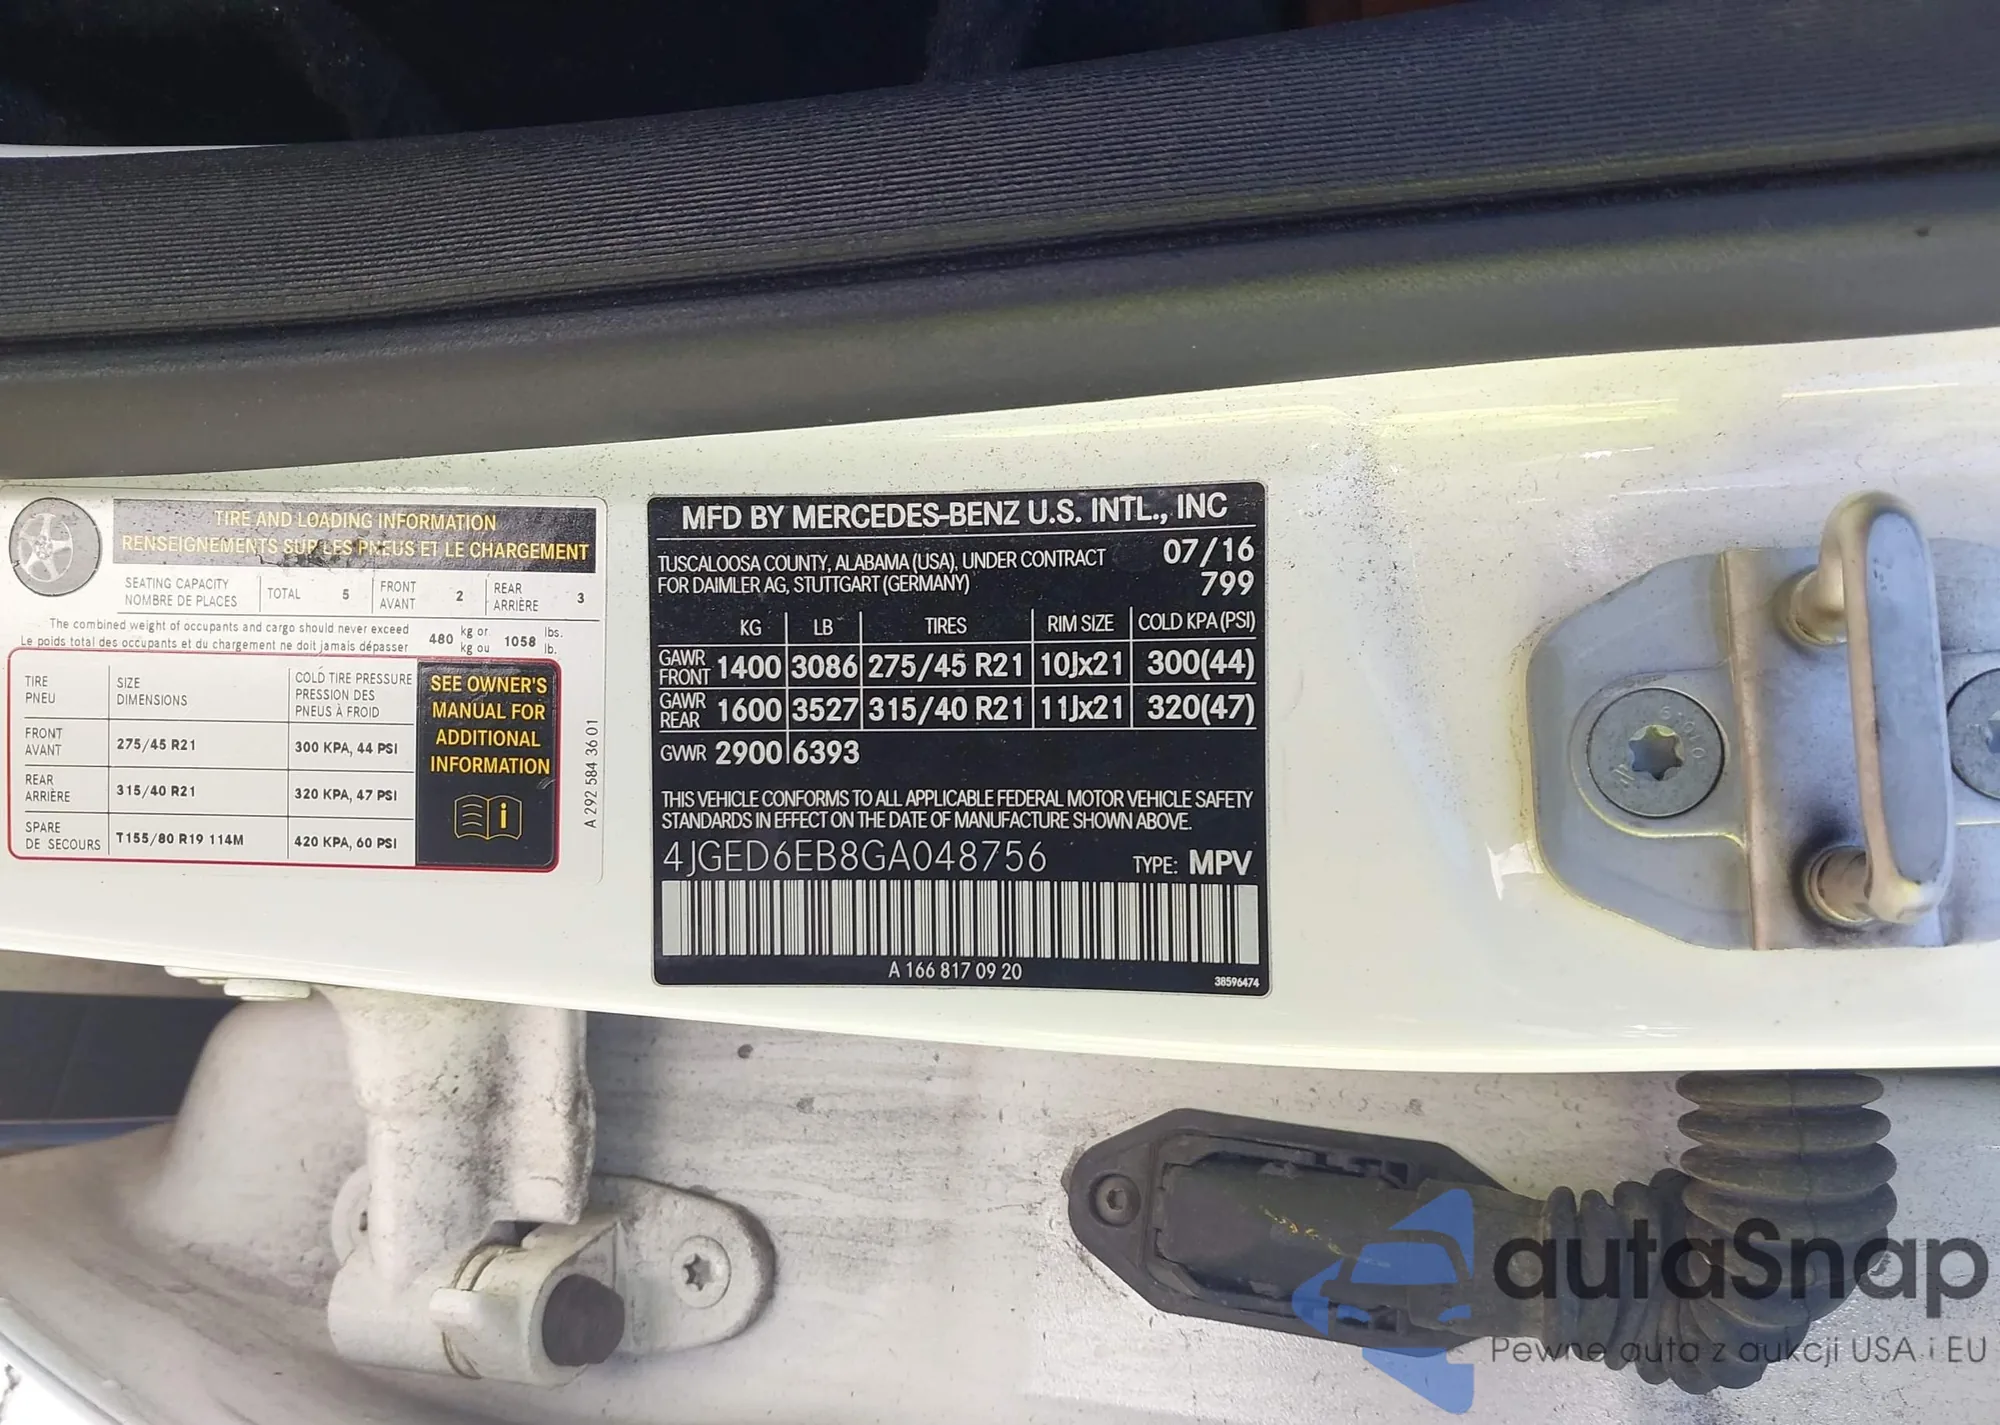 TIRE AND LOADING INFORMATION
RENSEIGNEMENTS SUR LES PNEUS ET LE CHARGEMENT
SEATING CAPACITY
NOMBRE DE PLACES
TOTAL 5
FRONT
AVANT
2
REAR
ARRIÈRE
3
The combined weight of occupants and cargo should never exceed
Le poids total des occupants et du chargement ne doit jamais dépasser
480
kg or
kg ou
1058
lbs.
lb.
TIRE
PNEU
SIZE
DIMENSIONS
COLD TIRE PRESSURE
PRESSION DES
PNEUS À FROID
FRONT
AVANT
275/45 R21
300 KPA, 44 PSI
REAR
ARRIÈRE
315/40 R21
320 KPA, 47 PSI
SPARE
DE SECOURS
T155/80 R19 114M
420 KPA, 60 PSI
SEE OWNER'S
MANUAL FOR
ADDITIONAL
INFORMATION
i
A 292 584 36 01
MFD BY MERCEDES-BENZ U.S. INTL., INC
TUSCALOOSA COUNTY, ALABAMA (USA), UNDER CONTRACT
FOR DAIMLER AG, STUTTGART (GERMANY)
07/16
799
KG LB TIRES RIM SIZE COLD KPA (PSI)
GAWR
FRONT
1400 3086 275/45 R21 10Jx21 300(44)
GAWR
REAR
1600 3527 315/40 R21 11Jx21 320(47)
GVWR 2900 6393
THIS VEHICLE CONFORMS TO ALL APPLICABLE FEDERAL MOTOR VEHICLE SAFETY
STANDARDS IN EFFECT ON THE DATE OF MANUFACTURE SHOWN ABOVE.
4JGED6EB8GA048756 TYPE: MPV
A 166 817 09 20
38596474
autaSnap
Pewne auta z aukcji USA i EU